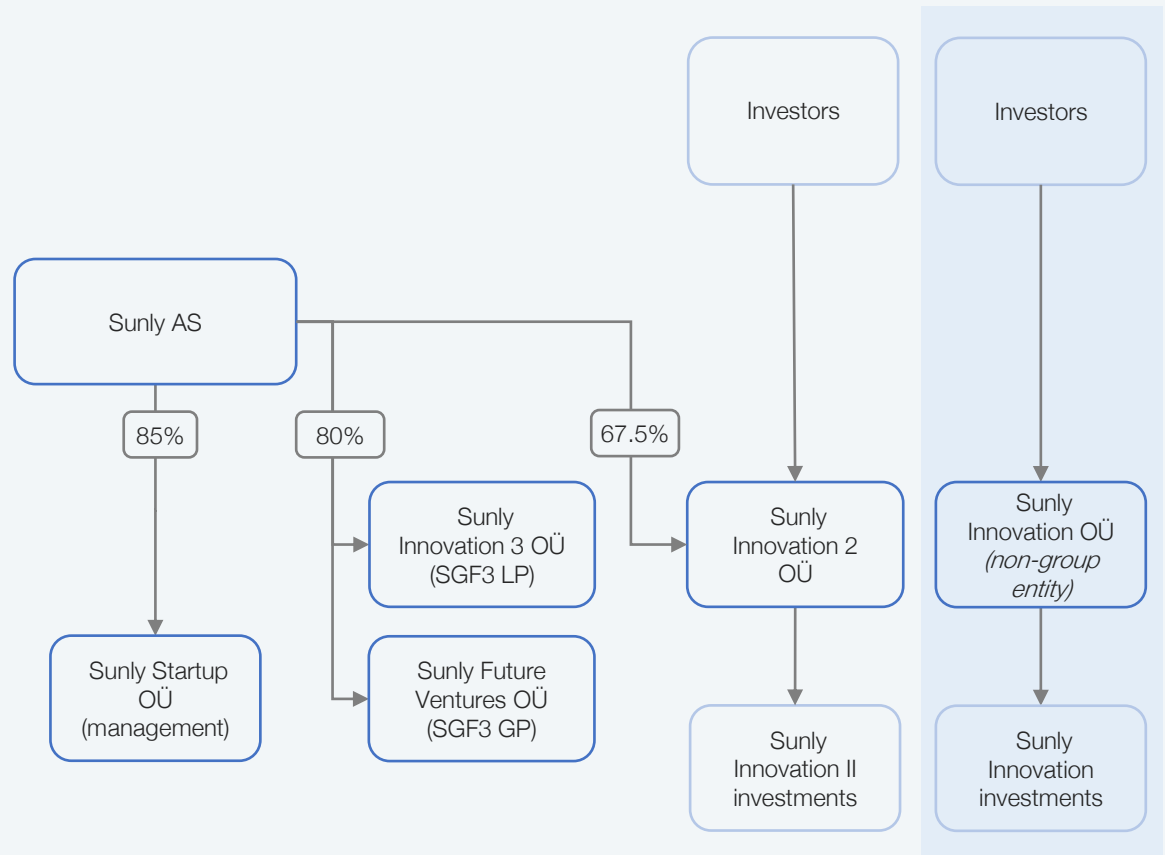 Investors
Investors
Sunly AS
85%
80%
67.5%
Sunly
Innovation 3 OÜ
(SGF3 LP)
Sunly
Innovation 2
OÜ
Sunly
Innovation OÜ
(non-group
entity)
Sunly Startup
OÜ
(management)
Sunly Future
Ventures OÜ
(SGF3 GP)
Sunly
Innovation II
investments
Sunly
Innovation
investments